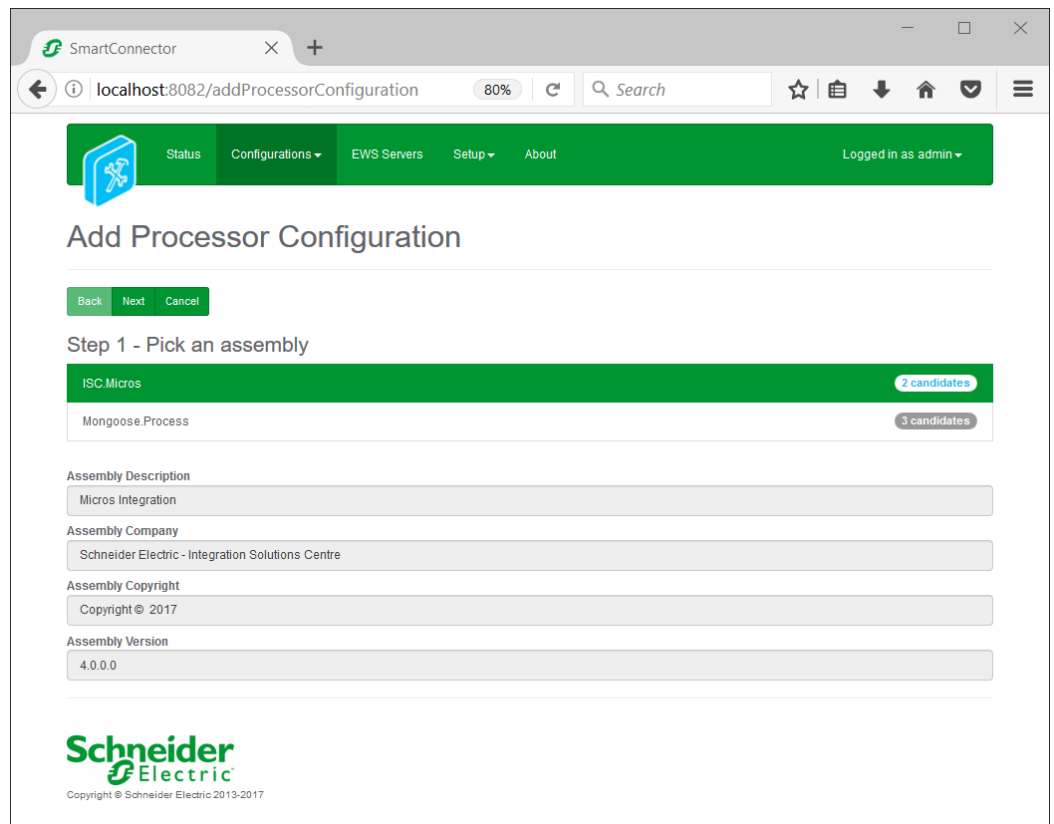 SmartConnector
localhost:8082/addProcessorConfiguration 80% Search
Status Configurations EWS Servers Setup About Logged in as admin
Add Processor Configuration
Back Next Cancel
Step 1 - Pick an assembly
ISC.Micros 2 candidates
Mongoose.Process 3 candidates
Assembly Description
Micros Integration
Assembly Company
Schneider Electric - Integration Solutions Centre
Assembly Copyright
Copyright © 2017
Assembly Version
4.0.0.0
Schneider
Electric
Copyright © Schneider Electric 2013-2017